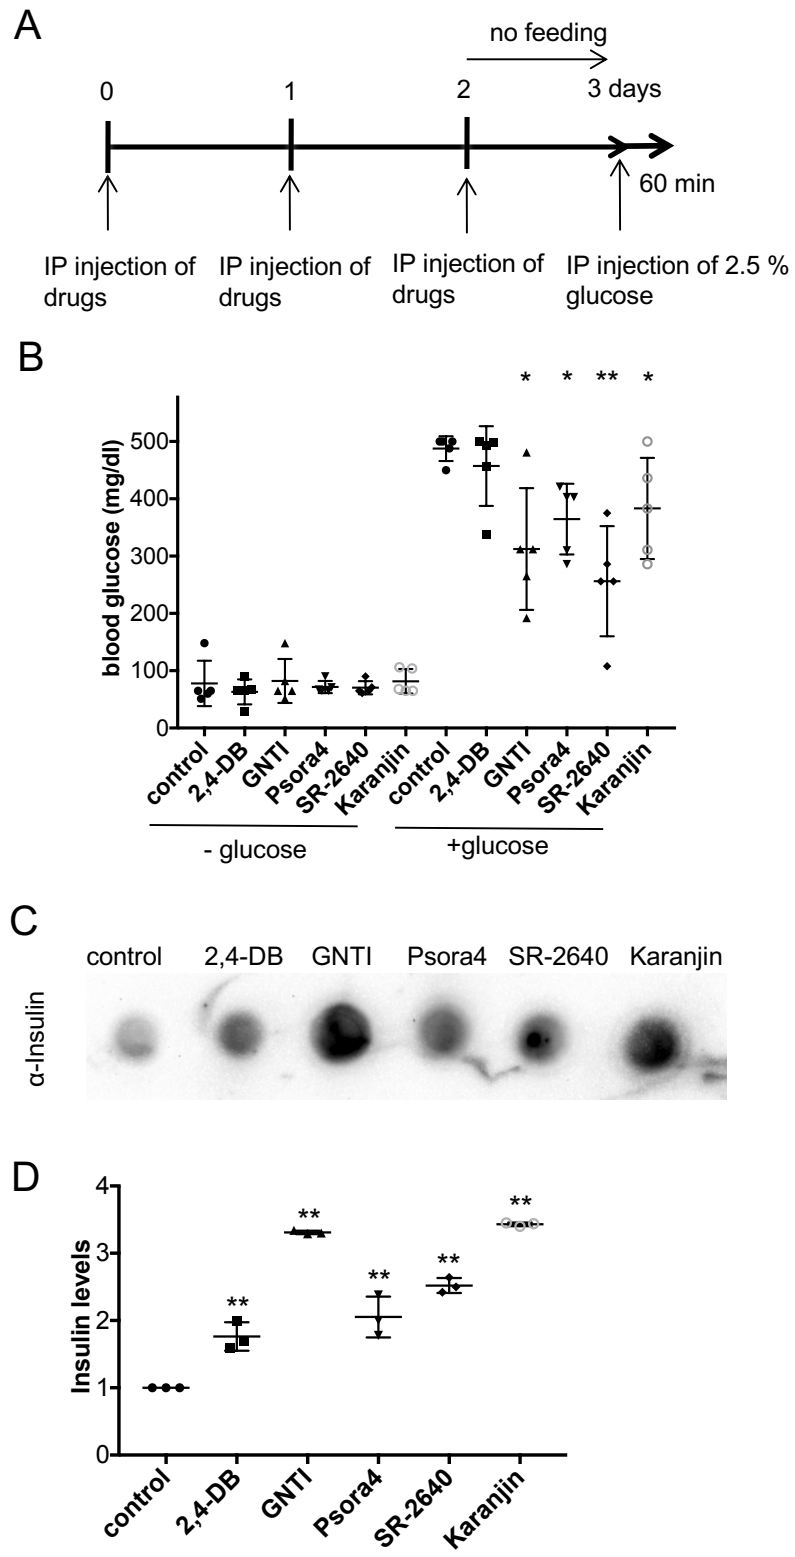 A
no feeding
0 1 2 3 days
60 min
IP injection of drugs
IP injection of drugs
IP injection of drugs
IP injection of 2.5 % glucose
B
* * ** *
blood glucose (mg/dl)
500
400
300
200
100
0
control 2,4-DB GNTI Psora4 SR-2640 Karanjin control 2,4-DB GNTI Psora4 SR-2640 Karanjin
- glucose +glucose
C
control 2,4-DB GNTI Psora4 SR-2640 Karanjin
α-Insulin
D
Insulin levels
4
3
2
1
0
** ** ** ** **
control 2,4-DB GNTI Psora4 SR-2640 Karanjin